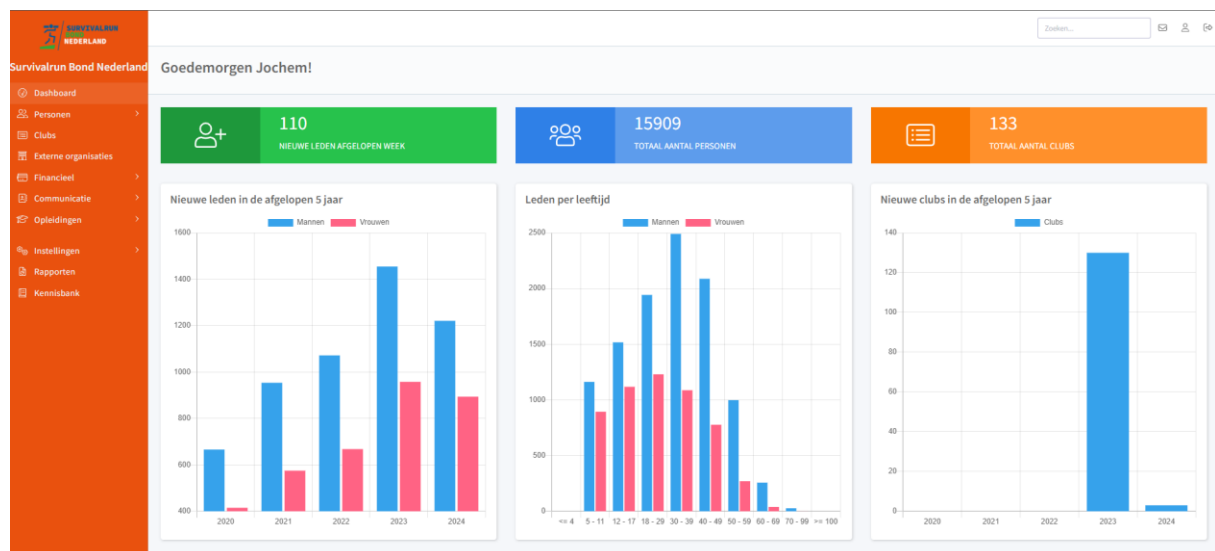 SURVIVALRUN
BOND
NEDERLAND
Survivalrun Bond Nederland
Dashboard
Personen
Clubs
Externe organisaties
Financieel
Communicatie
Opleidingen
Instellingen
Rapporten
Kennisbank
Zoeken...
Goedemorgen Jochem!
110
NIEUWE LEDEN AFGELOPEN WEEK
15909
TOTAAL AANTAL PERSONEN
133
TOTAAL AANTAL CLUBS
Nieuwe leden in de afgelopen 5 jaar
Mannen Vrouwen
1600
1400
1200
1000
800
600
400
2020 2021 2022 2023 2024
Leden per leeftijd
Mannen Vrouwen
2500
2000
1500
1000
500
0
<= 4 5 - 11 12 - 17 18 - 29 30 - 39 40 - 49 50 - 59 60 - 69 70 - 99 >= 100
Nieuwe clubs in de afgelopen 5 jaar
Clubs
140
120
100
80
60
40
20
0
2020 2021 2022 2023 2024